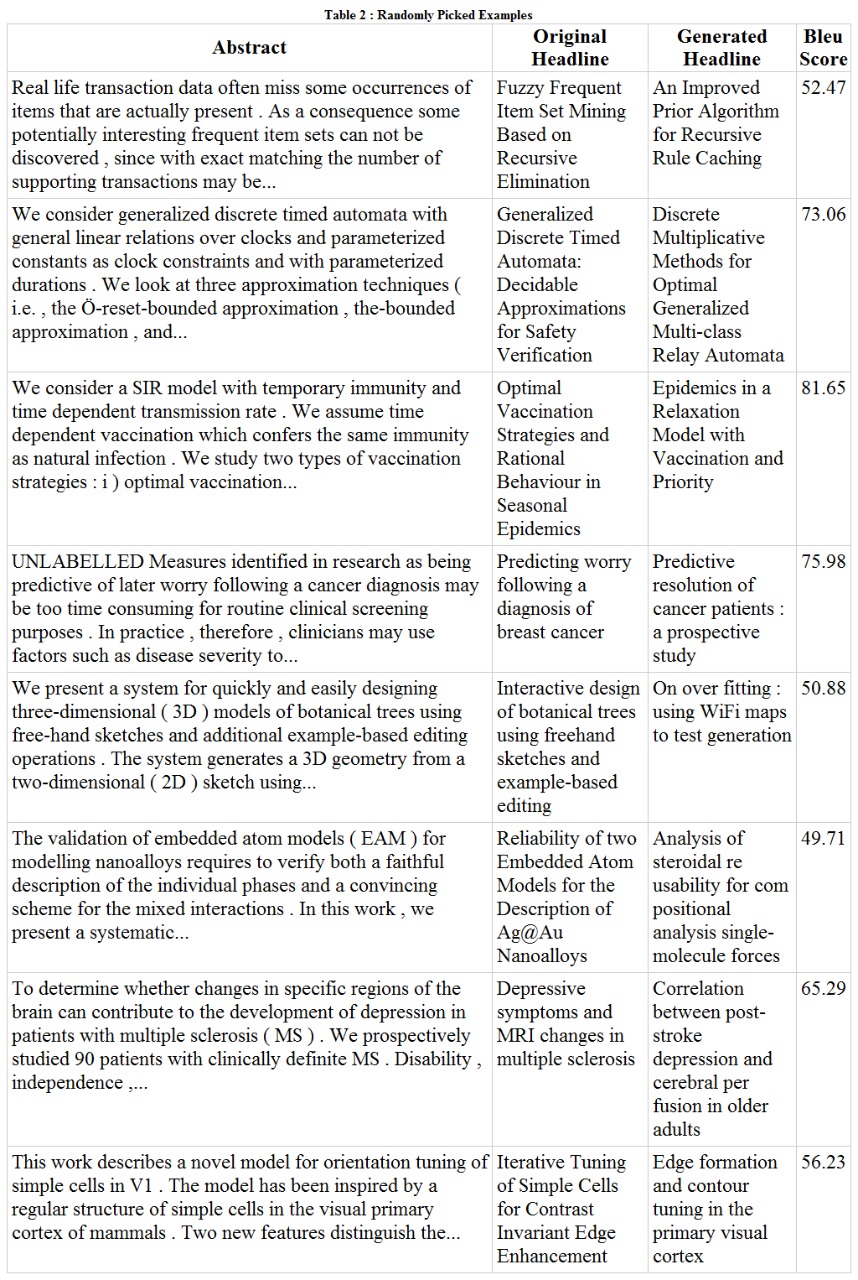 Table 2 : Randomly Picked Examples
Abstract
Original
Headline
Generated
Headline
Bleu
Score
Real life transaction data often miss some occurrences of
items that are actually present . As a consequence some
potentially interesting frequent item sets can not be
discovered , since with exact matching the number of
supporting transactions may be...
Fuzzy Frequent
Item Set Mining
Based on
Recursive
Elimination
An Improved
Prior Algorithm
for Recursive
Rule Caching
52.47
We consider generalized discrete timed automata with
general linear relations over clocks and parameterized
constants as clock constraints and with parameterized
durations . We look at three approximation techniques (
i.e. , the Ö-reset-bounded approximation , the-bounded
approximation , and...
Generalized
Discrete Timed
Automata:
Decidable
Approximations
for Safety
Verification
Discrete
Multiplicative
Methods for
Optimal
Generalized
Multi-class
Relay Automata
73.06
We consider a SIR model with temporary immunity and
time dependent transmission rate . We assume time
dependent vaccination which confers the same immunity
as natural infection . We study two types of vaccination
strategies : i ) optimal vaccination...
Optimal
Vaccination
Strategies and
Rational
Behaviour in
Seasonal
Epidemics
Epidemics in a
Relaxation
Model with
Vaccination and
Priority
81.65
UNLABELLED Measures identified in research as being
predictive of later worry following a cancer diagnosis may
be too time consuming for routine clinical screening
purposes . In practice , therefore , clinicians may use
factors such as disease severity to...
Predicting worry
following a
diagnosis of
breast cancer
Predictive
resolution of
cancer patients :
a prospective
study
75.98
We present a system for quickly and easily designing
three-dimensional ( 3D ) models of botanical trees using
free-hand sketches and additional example-based editing
operations . The system generates a 3D geometry from a
two-dimensional ( 2D ) sketch using...
Interactive design
of botanical trees
using freehand
sketches and
example-based
editing
On over fitting :
using WiFi maps
to test generation
50.88
The validation of embedded atom models ( EAM ) for
modelling nanoalloys requires to verify both a faithful
description of the individual phases and a convincing
scheme for the mixed interactions . In this work , we
present a systematic...
Reliability of two
Embedded Atom
Models for the
Description of
Ag@Au
Nanoalloys
Analysis of
steroidal re
usability for com
positional
analysis single-
molecule forces
49.71
To determine whether changes in specific regions of the
brain can contribute to the development of depression in
patients with multiple sclerosis ( MS ) . We prospectively
studied 90 patients with clinically definite MS . Disability ,
independence ,...
Depressive
symptoms and
MRI changes in
multiple sclerosis
Correlation
between post-
stroke
depression and
cerebral per
fusion in older
adults
65.29
This work describes a novel model for orientation tuning of
simple cells in V1 . The model has been inspired by a
regular structure of simple cells in the visual primary
cortex of mammals . Two new features distinguish the...
Iterative Tuning
of Simple Cells
for Contrast
Invariant Edge
Enhancement
Edge formation
and contour
tuning in the
primary visual
cortex
56.23